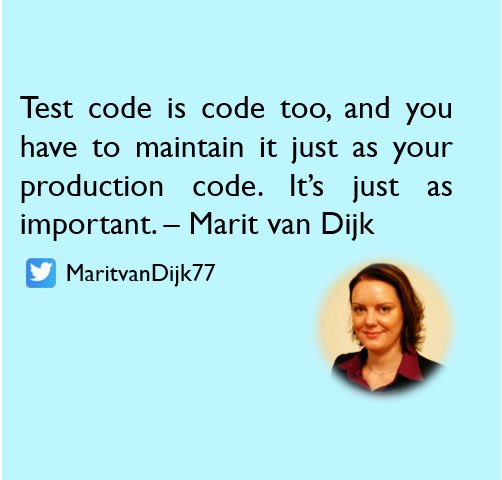 Test code is code too, and you
have to maintain it just as your
production code. It’s just as
important. – Marit van Dijk
MaritvanDijk77